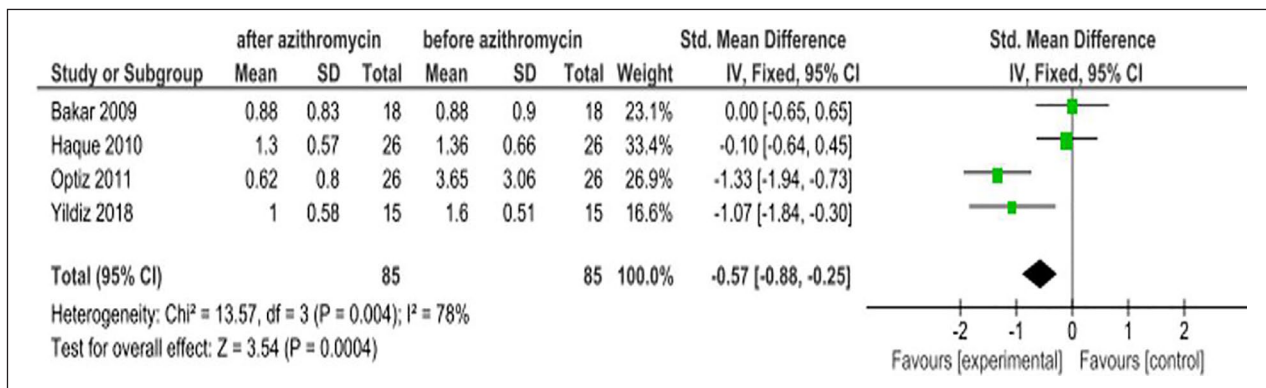 after azithromycin before azithromycin Std. Mean Difference Std. Mean Difference
Study or Subgroup Mean SD Total Mean SD Total Weight IV, Fixed, 95% CI IV, Fixed, 95% CI
Bakar 2009 0.88 0.83 18 0.88 0.9 18 23.1% 0.00 [-0.65, 0.65]
Haque 2010 1.3 0.57 26 1.36 0.66 26 33.4% -0.10 [-0.64, 0.45]
Optiz 2011 0.62 0.8 26 3.65 3.06 26 26.9% -1.33 [-1.94, -0.73]
Yildiz 2018 1 0.58 15 1.6 0.51 15 16.6% -1.07 [-1.84, -0.30]
Total (95% CI) 85 85 100.0% -0.57 [-0.88, -0.25]
Heterogeneity: Chi² = 13.57, df = 3 (P = 0.004); I² = 78%
Test for overall effect: Z = 3.54 (P = 0.0004)
-2 -1 0 1 2
Favours [experimental] Favours [control]